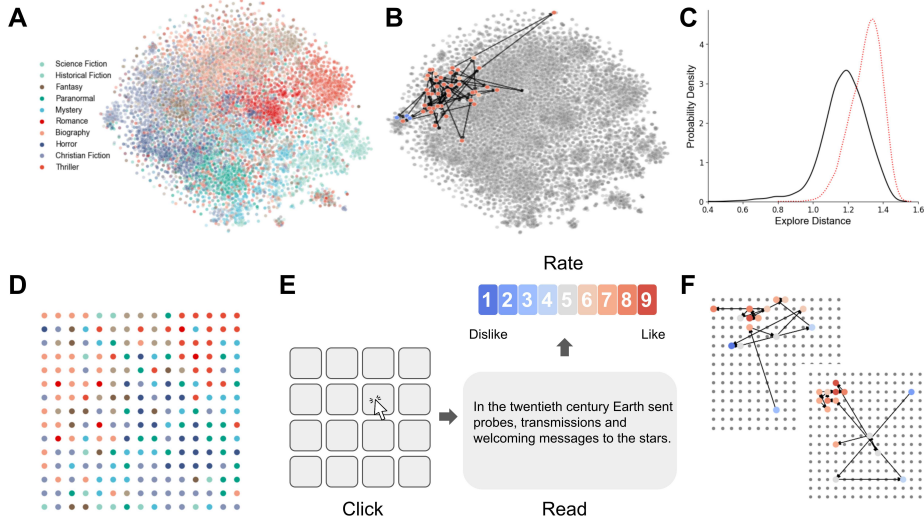 A
B
C
Science Fiction
Historical Fiction
Fantasy
Paranormal
Mystery
Romance
Biography
Horror
Christian Fiction
Thriller
Probability Density
5
4
3
2
1
0
0.4 0.6 0.8 1.0 1.2 1.4 1.6
Explore Distance
D
E
F
Rate
1 2 3 4 5 6 7 8 9
Dislike Like
In the twentieth century Earth sent
probes, transmissions and
welcoming messages to the stars.
Click
Read